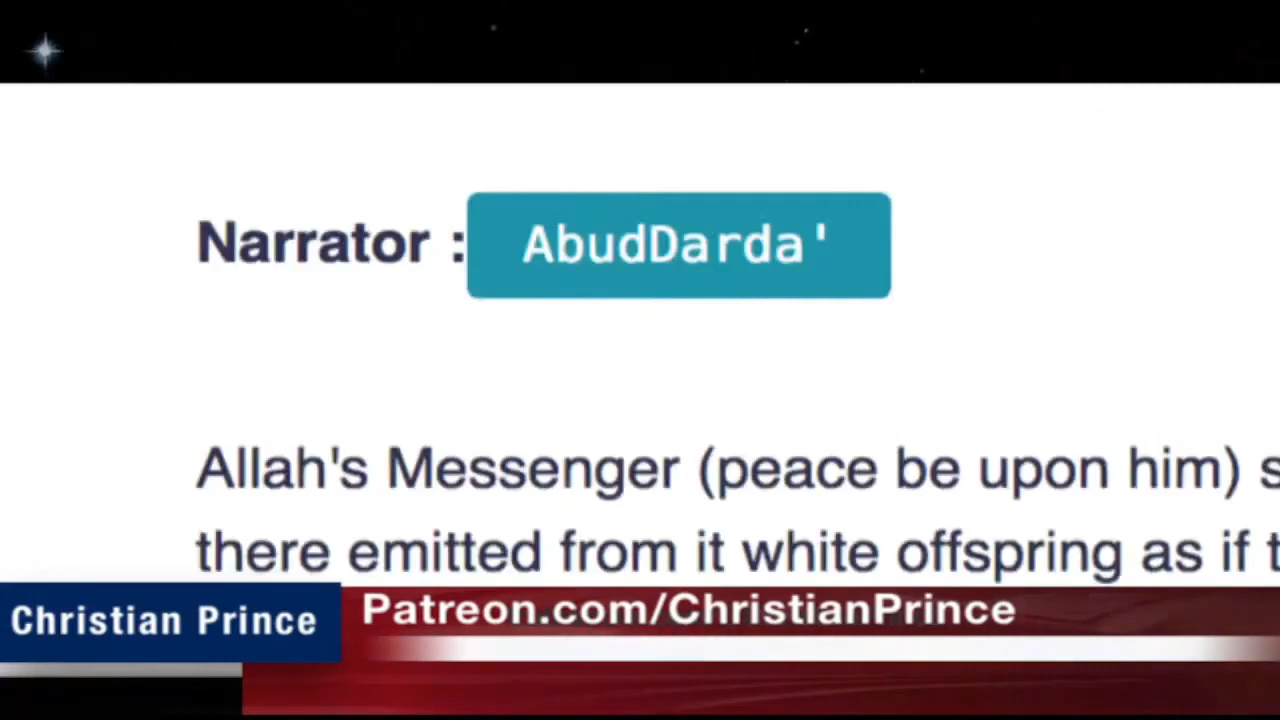 Narrator : AbudDarda'
Allah's Messenger (peace be upon him) s
there emitted from it white offspring as if t
Christian Prince
Patreon.com/ChristianPrince